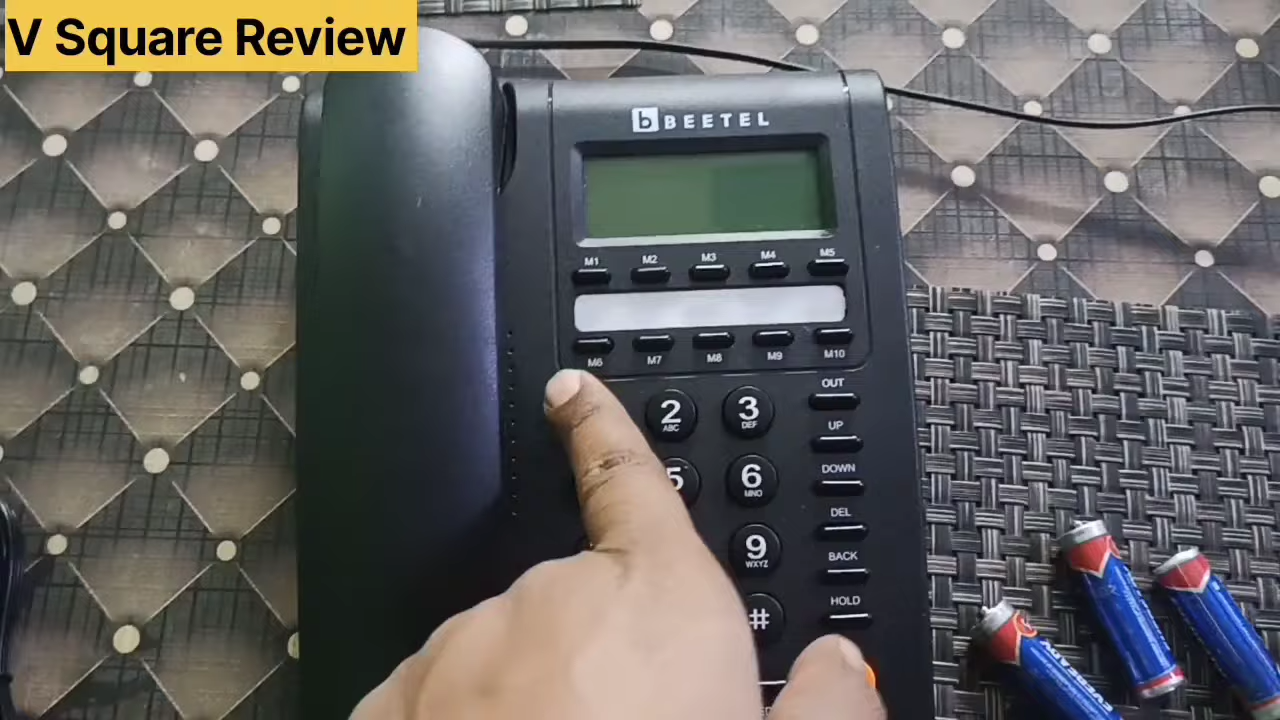 V Square Review
b BEETEL
M1 M2 M3 M4 M5
M6 M7 M8 M9 M10
OUT
2 3
ABC DEF
UP
DOWN
5 6
MNO
DEL
9
WXYZ
BACK
HOLD
#